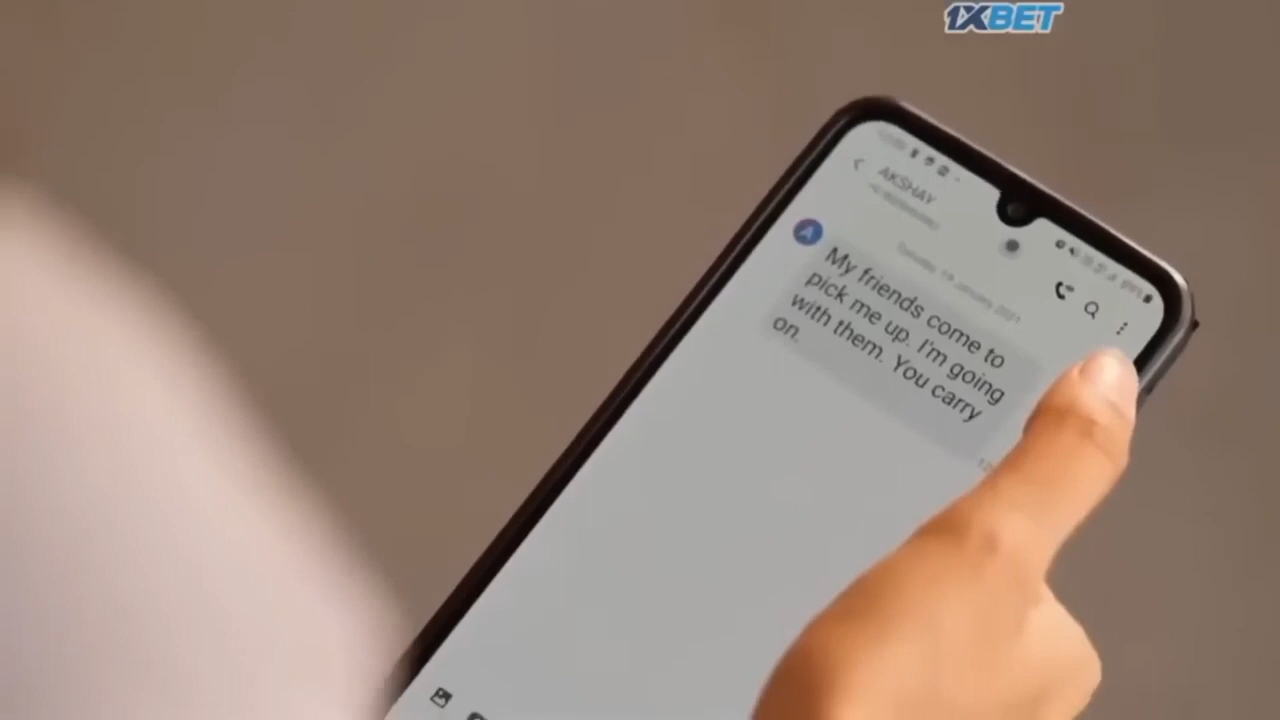 1XBET
AKSHAY
A
My friends come to
pick me up. I'm going
with them. You carry
on.